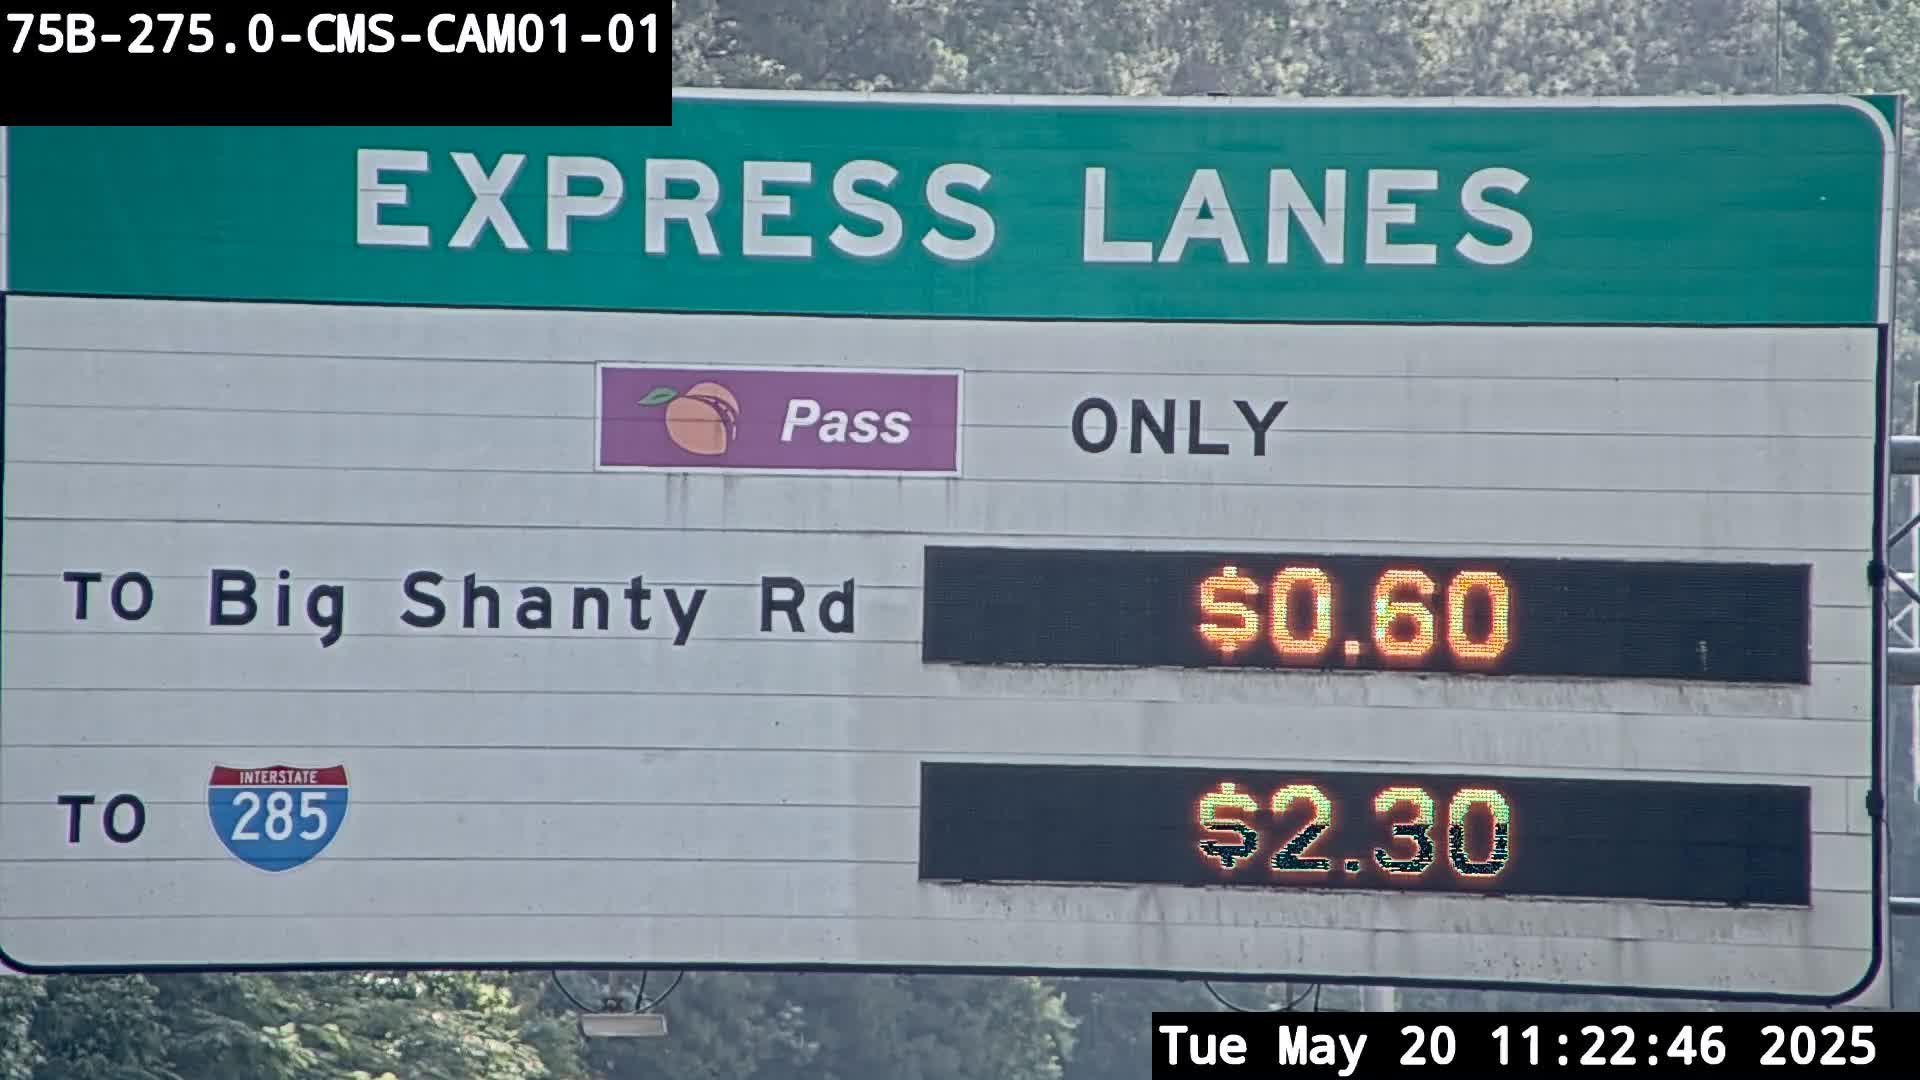 75B-275.0-CMS-CAM01-01
EXPRESS LANES
Pass ONLY
TO Big Shanty Rd $0.60
INTERSTATE
TO 285 $2.30
Tue May 20 11:22:46 2025